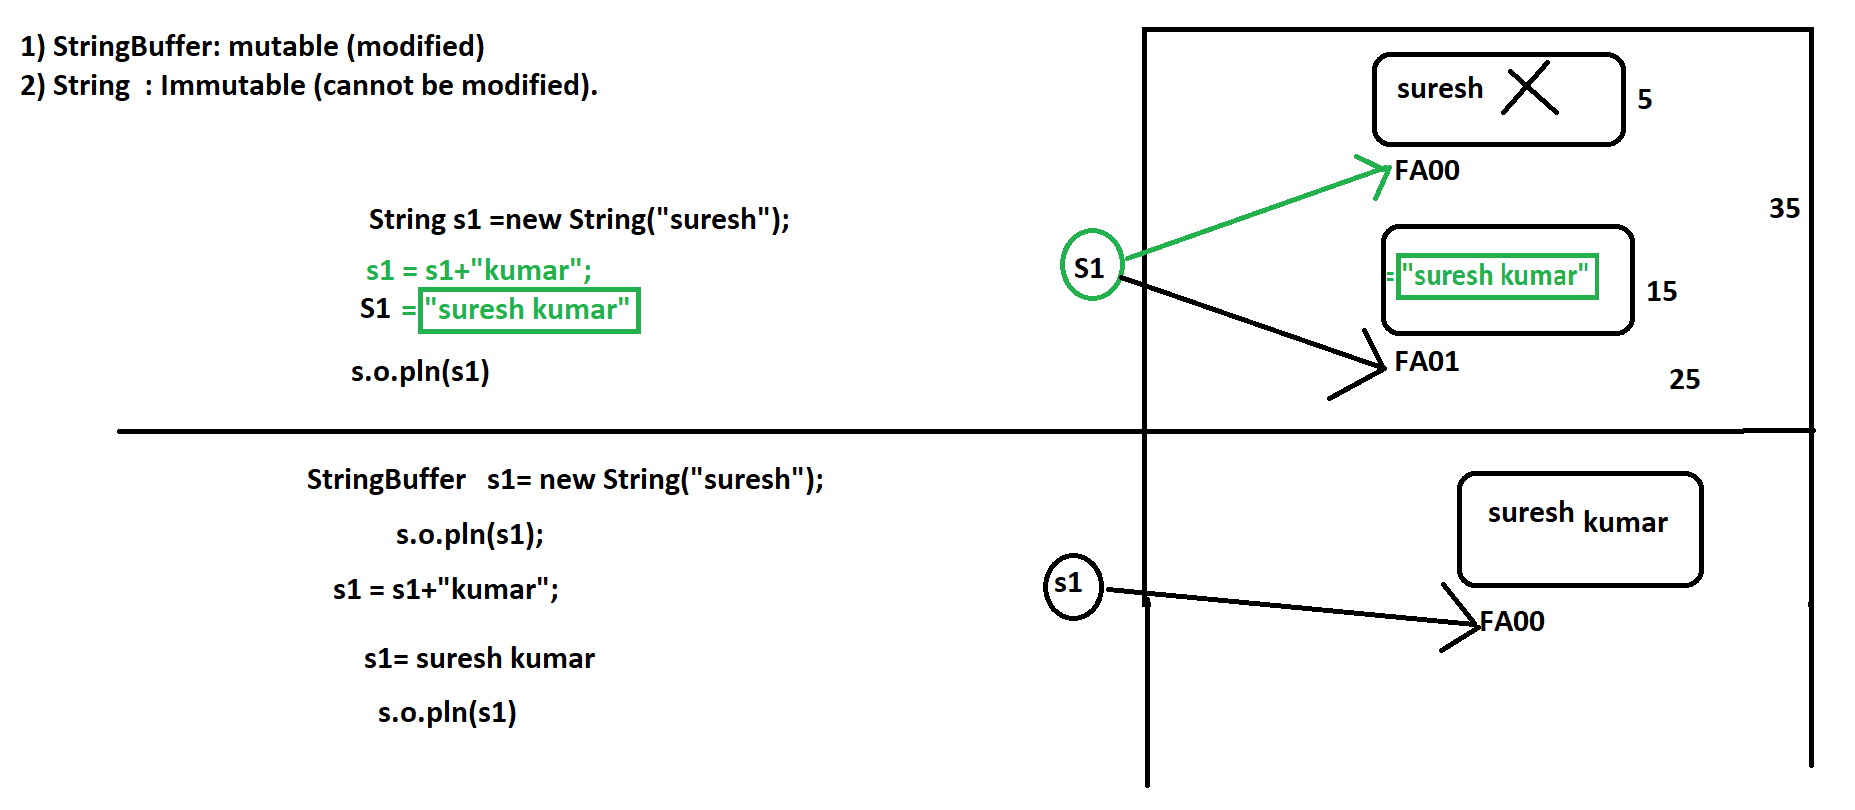 1) StringBuffer: mutable (modified)
2) String : Immutable (cannot be modified).
String s1 =new String("suresh");
s1 = s1+"kumar";
S1 ="suresh kumar"
s.o.pln(s1)
S1
suresh
5
FA00
35
="suresh kumar"
15
FA01
25
StringBuffer s1= new String("suresh");
s.o.pln(s1);
s1 = s1+"kumar";
s1= suresh kumar
s.o.pln(s1)
s1
suresh kumar
FA00